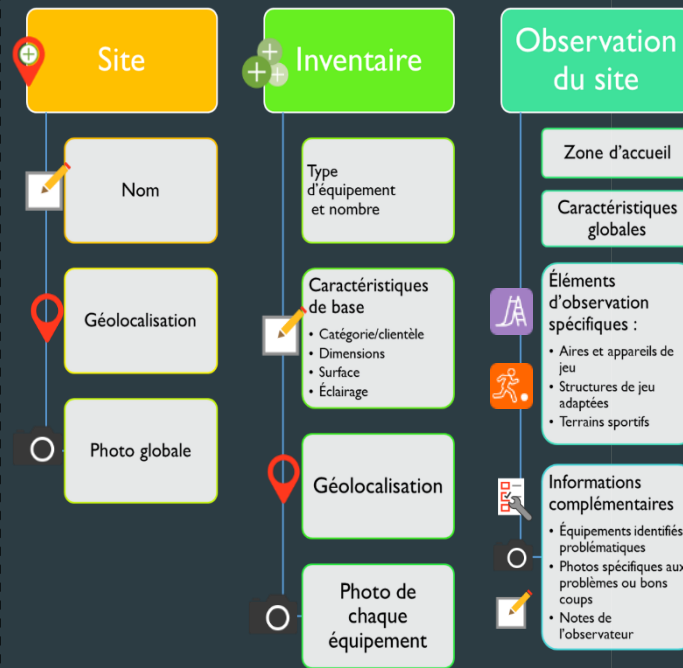 Site
Nom
Géolocalisation
Photo globale
Inventaire
Type
d'équipement
et nombre
Caractéristiques
de base
• Catégorie/clientèle
• Dimensions
• Surface
• Éclairage
Géolocalisation
Photo de
chaque
équipement
Observation
du site
Zone d'accueil
Caractéristiques
globales
Éléments
d'observation
spécifiques :
• Aires et appareils de
jeu
• Structures de jeu
adaptées
• Terrains sportifs
Informations
complémentaires
• Équipements identifiés
problématiques
• Photos spécifiques aux
problèmes ou bons
coups
• Notes de
l'observateur